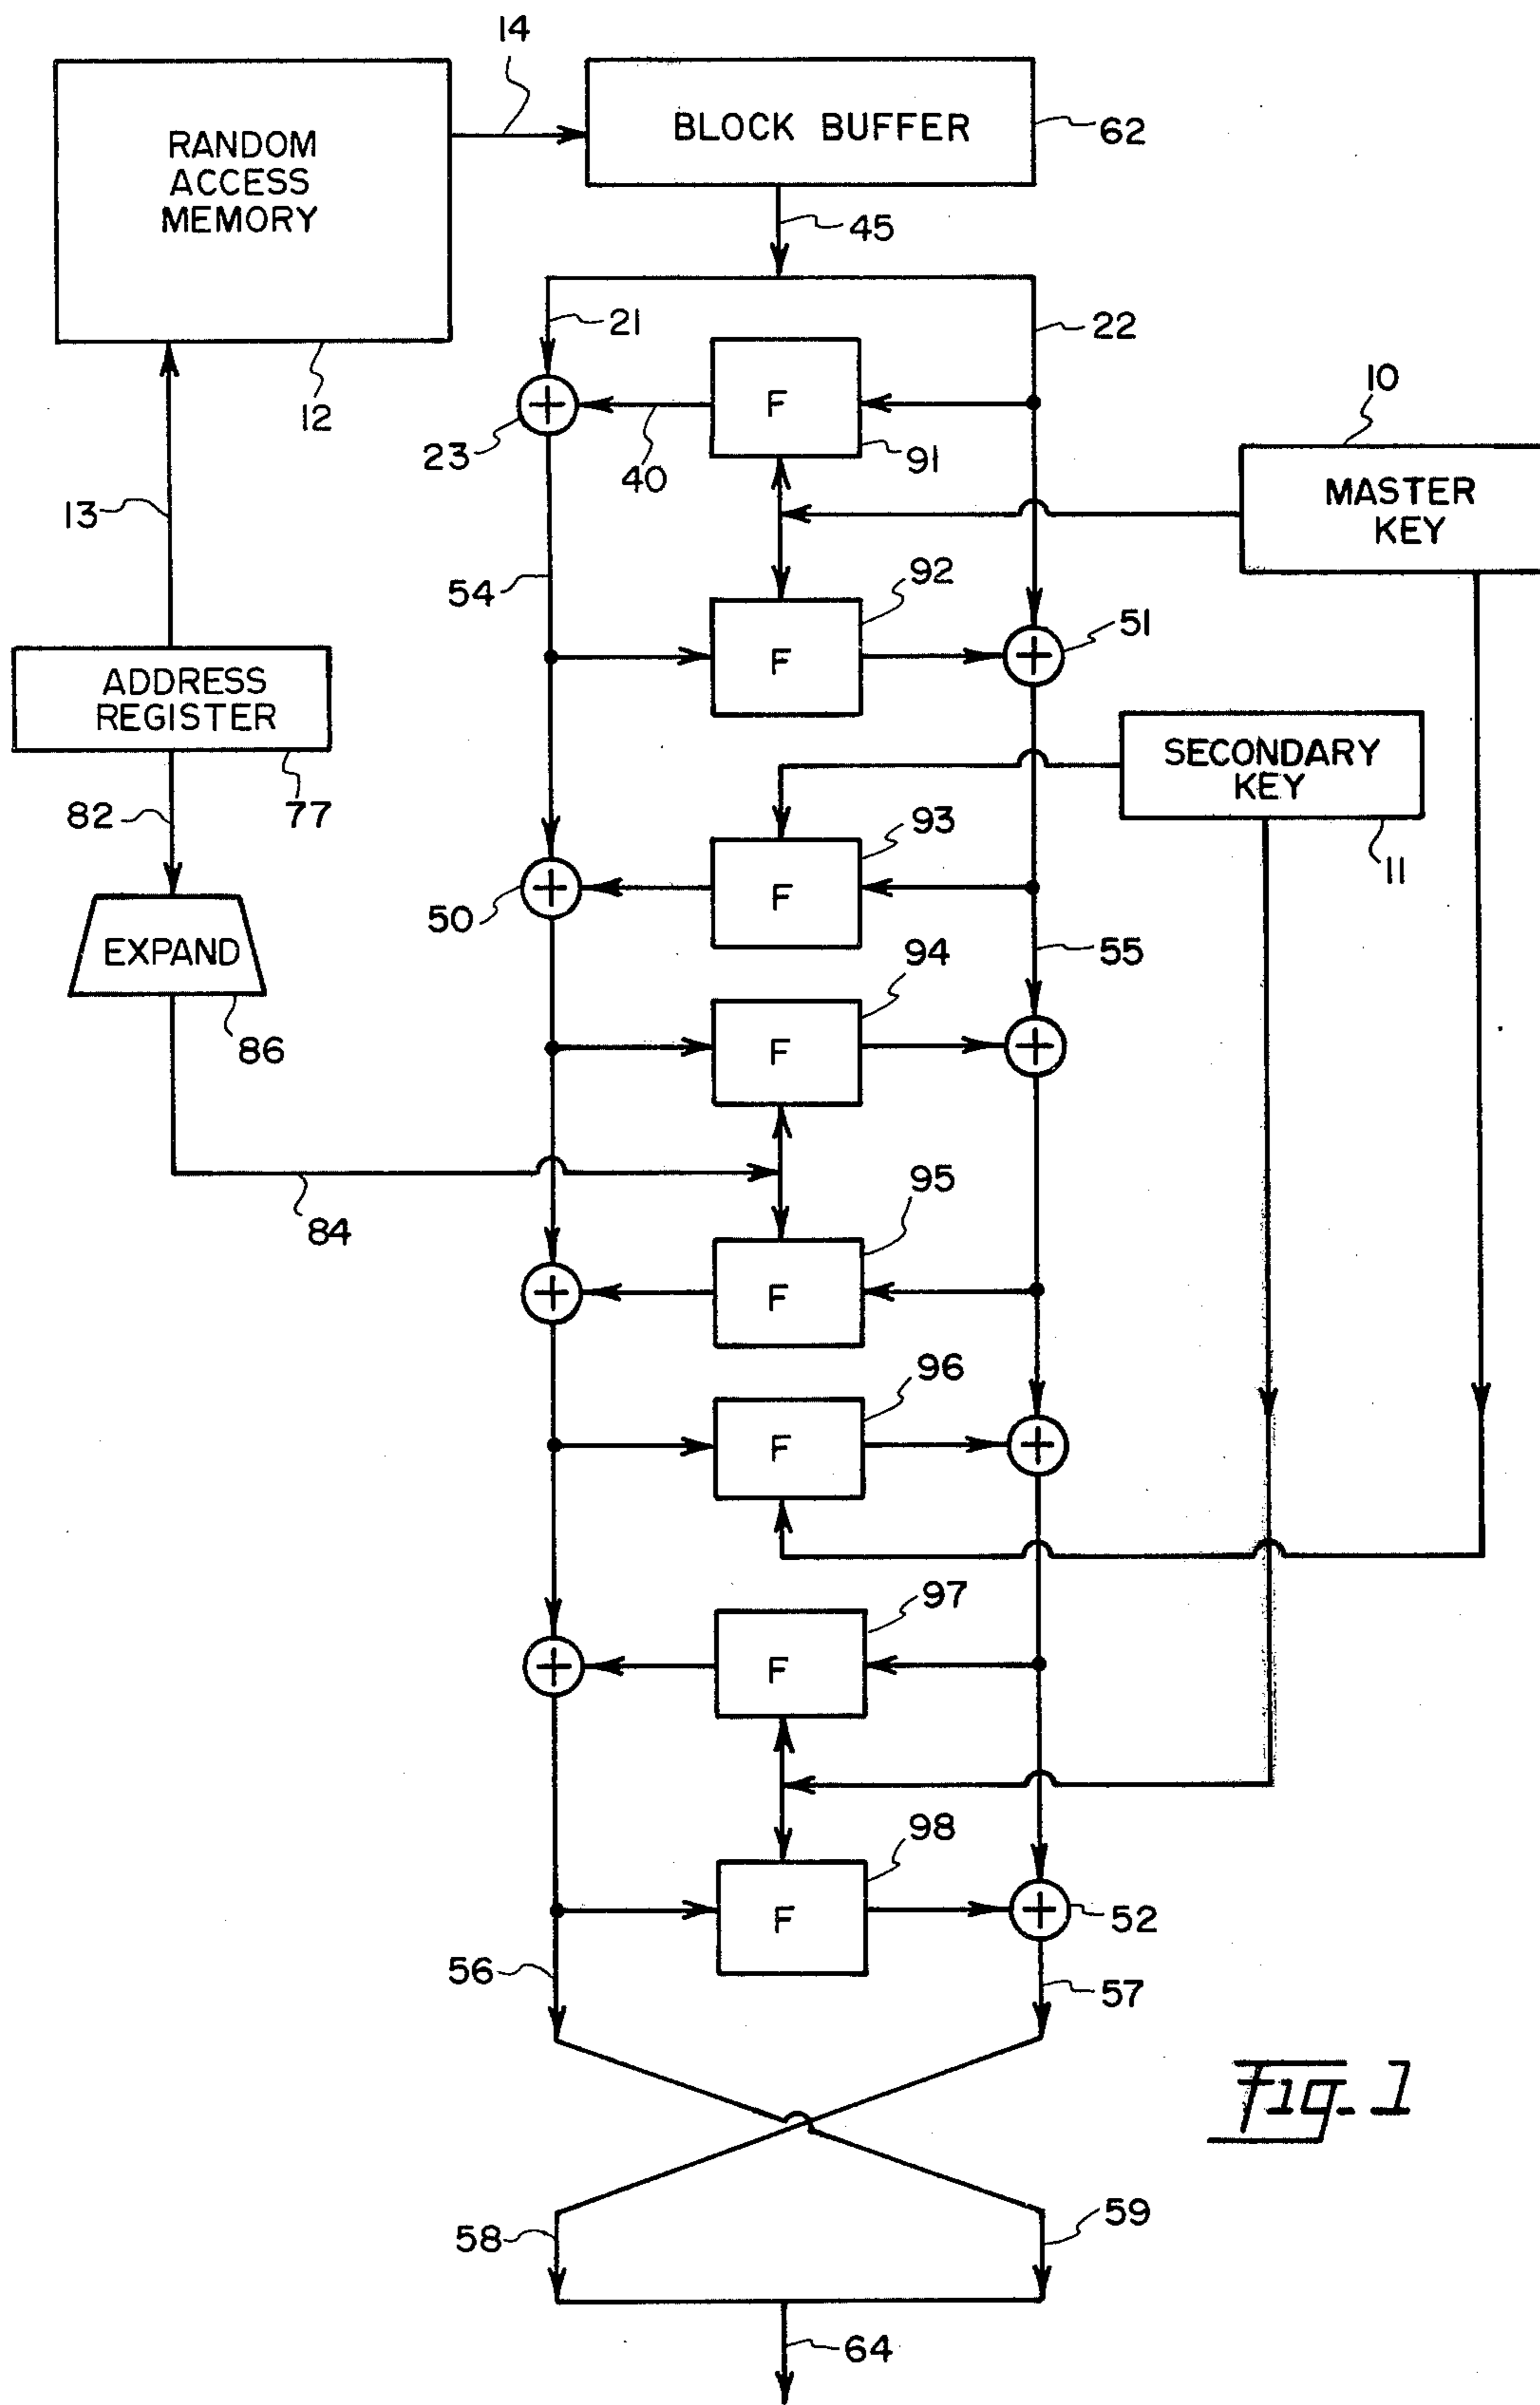 14
RANDOM
ACCESS
MEMORY
BLOCK BUFFER
62
45
21
22
12
F
10
23
40
91
MASTER
KEY
13
92
54
51
F
ADDRESS
REGISTER
SECONDARY
KEY
82
77
93
11
50
F
EXPAND
94
55
86
F
95
84
F
96
F
97
F
98
F
52
56
57
Fig. 1
58
59
64